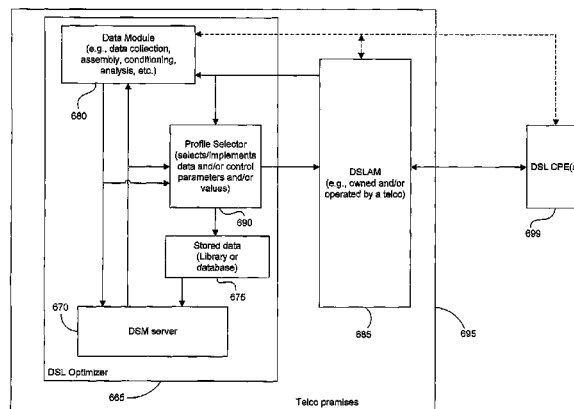 Data Module
(e.g., data collection,
assembly, conditioning,
analysis, etc.)
680
Profile Selector
(selects/implements
data and/or control
parameters and/or
values)
690
DSLAM
(e.g., owned and/or
operated by a telco)
685
DSL CPE(
699
Stored data
(Library or
database)
675
670
DSM server
695
DSL Optimizer
665
Telco premises